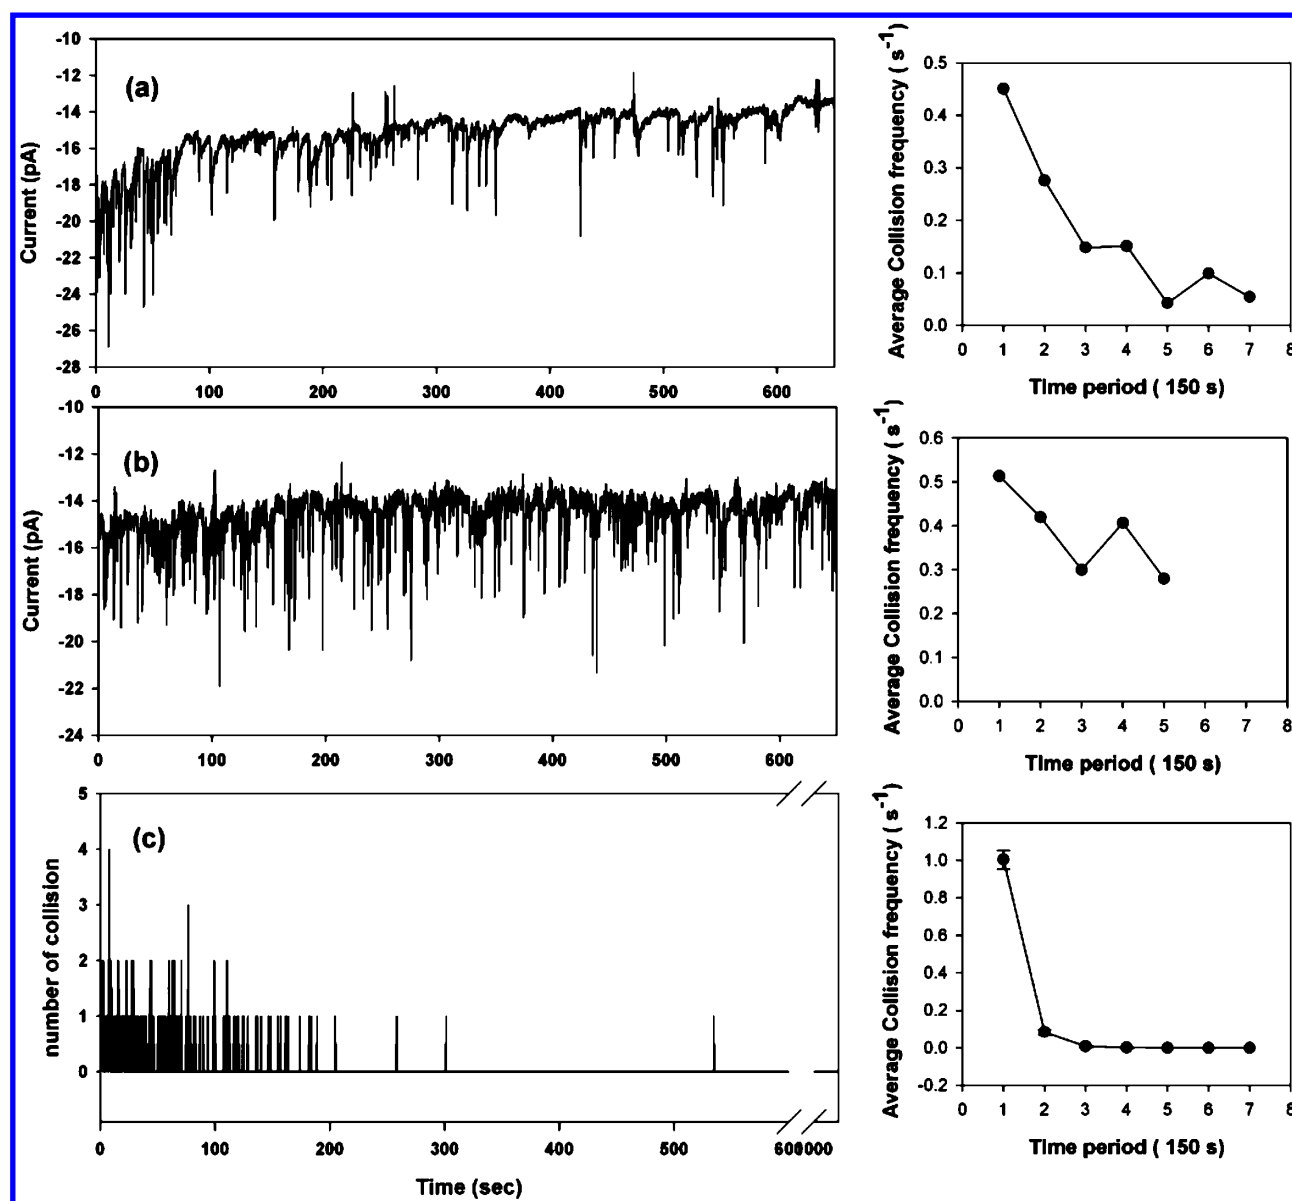 (a)
Current (pA)
-10
-12
-14
-16
-18
-20
-22
-24
-26
-28
0 100 200 300 400 500 600
Average Collision frequency ( s-1)
0.5
0.4
0.3
0.2
0.1
0.0
0 1 2 3 4 5 6 7 8
Time period ( 150 s)
(b)
Current (pA)
-10
-12
-14
-16
-18
-20
-22
-24
0 100 200 300 400 500 600
Average Collision frequency ( s-1)
0.6
0.5
0.4
0.3
0.2
0.1
0.0
0 1 2 3 4 5 6 7 8
Time period ( 150 s)
(c)
number of collision
5
4
3
2
1
0
0 100 200 300 400 500
Time (sec)
Average Collision frequency ( s-1)
1.2
1.0
0.8
0.6
0.4
0.2
0.0
-0.2
0 1 2 3 4 5 6 7 8
Time period ( 150 s)